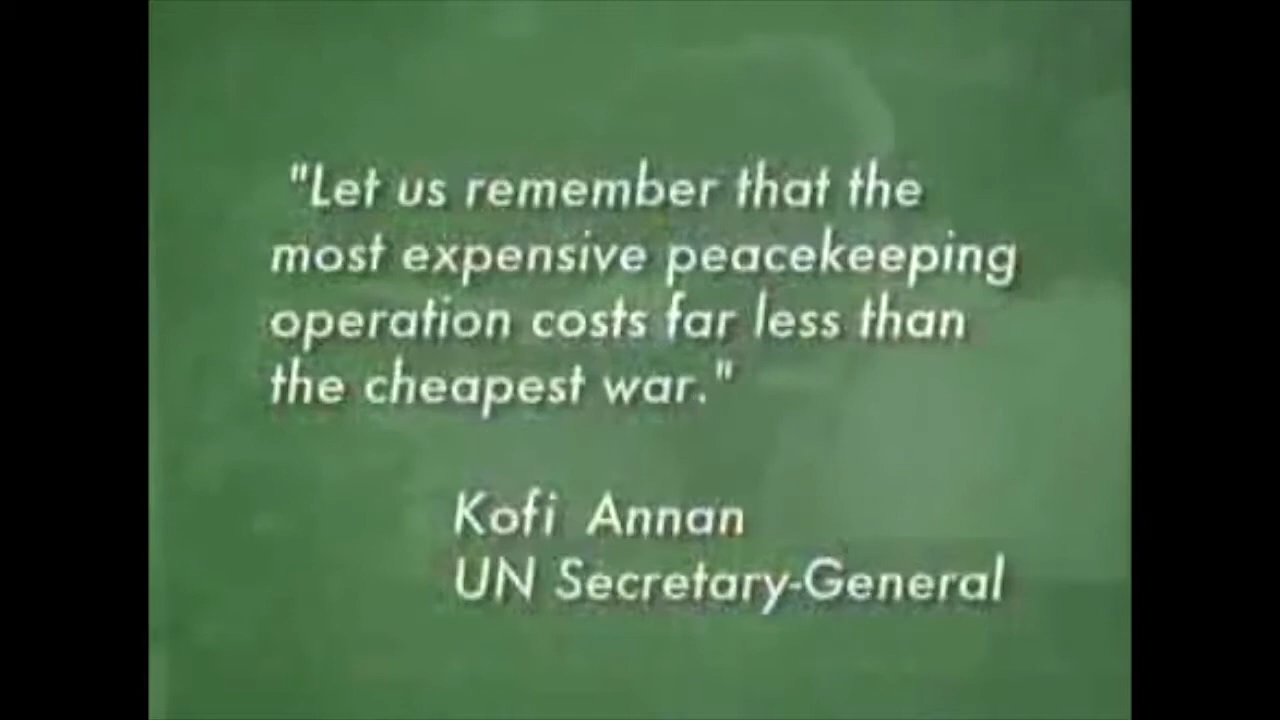 "Let us remember that the
most expensive peacekeeping
operation costs far less than
the cheapest war."
Kofi Annan
UN Secretary-General